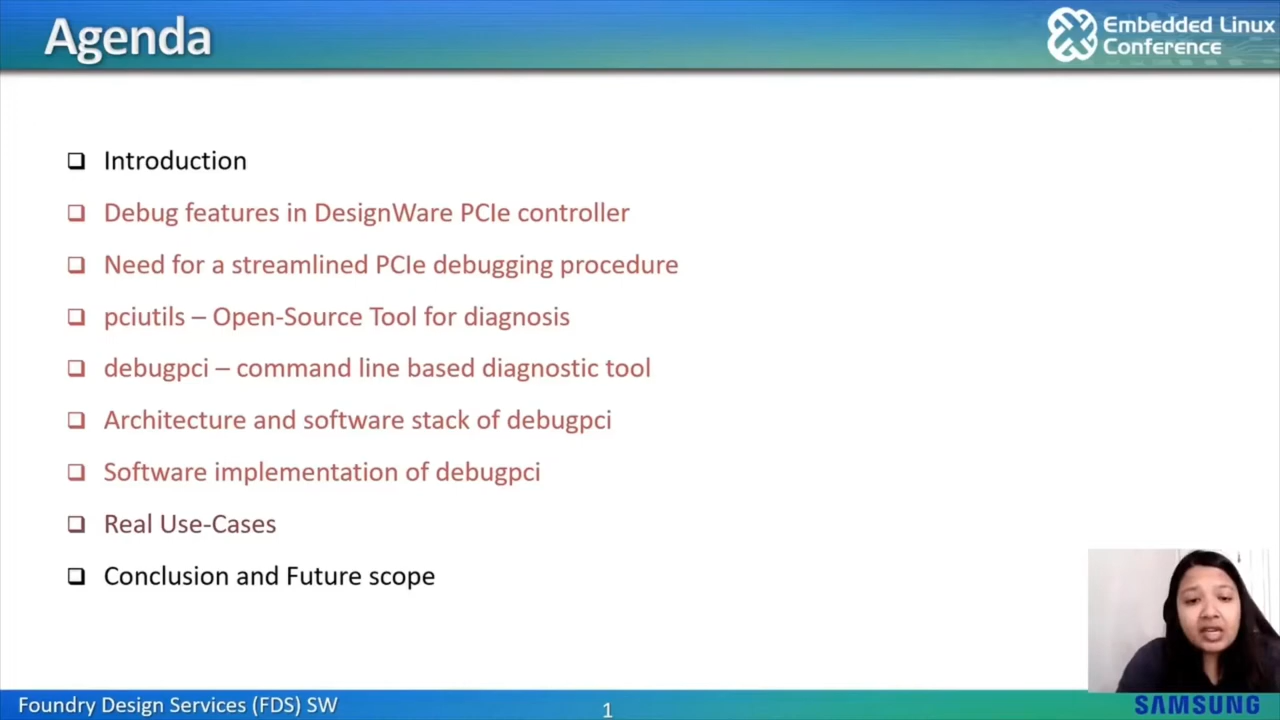 Agenda
Embedded Linux
Conference
Introduction
Debug features in DesignWare PCIe controller
Need for a streamlined PCIe debugging procedure
pciutils – Open-Source Tool for diagnosis
debugpci – command line based diagnostic tool
Architecture and software stack of debugpci
Software implementation of debugpci
Real Use-Cases
Conclusion and Future scope
Foundry Design Services (FDS) SW
1
SAMSUNG